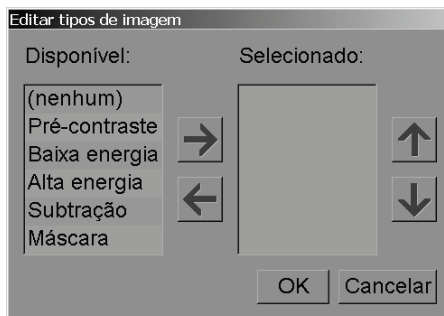 Editar tipos de imagem
Disponível:
Selecionado:
(nenhum)
Pré-contraste
Baixa energia
Alta energia
Subtração
Máscara
OK
Cancelar